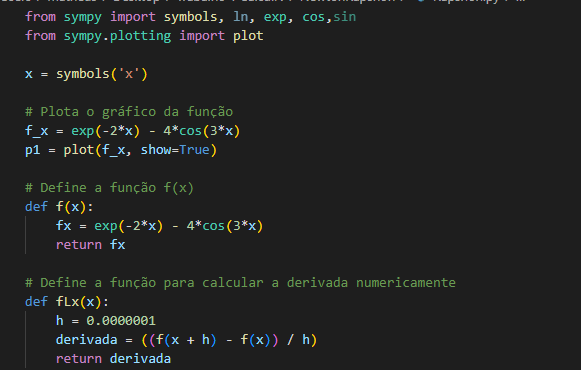 from sympy import symbols, ln, exp, cos,sin
from sympy.plotting import plot
x = symbols('x')
# Plota o gráfico da função
f_x = exp(-2*x) - 4*cos(3*x)
p1 = plot(f_x, show=True)
# Define a função f(x)
def f(x):
    fx = exp(-2*x) - 4*cos(3*x)
    return fx
# Define a função para calcular a derivada numericamente
def fLx(x):
    h = 0.0000001
    derivada = ((f(x + h) - f(x)) / h)
    return derivada